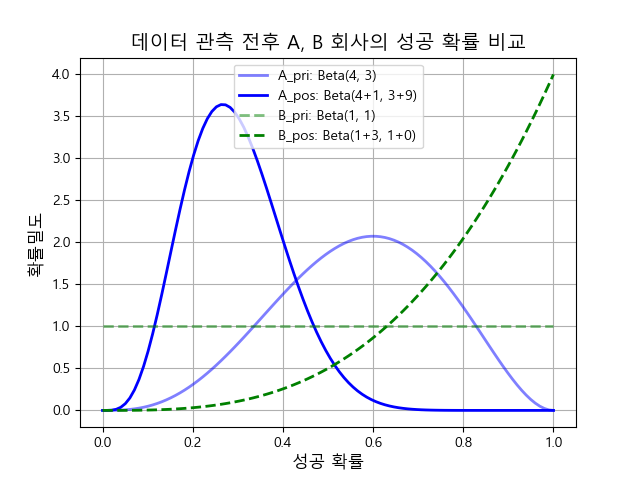 데이터 관측 전후 A, B 회사의 성공 확률 비교
A_pri: Beta(4, 3)
A_pos: Beta(4+1, 3+9)
B_pri: Beta(1, 1)
B_pos: Beta(1+3, 1+0)
확률밀도
4.0
3.5
3.0
2.5
2.0
1.5
1.0
0.5
0.0
0.0 0.2 0.4 0.6 0.8 1.0
성공 확률